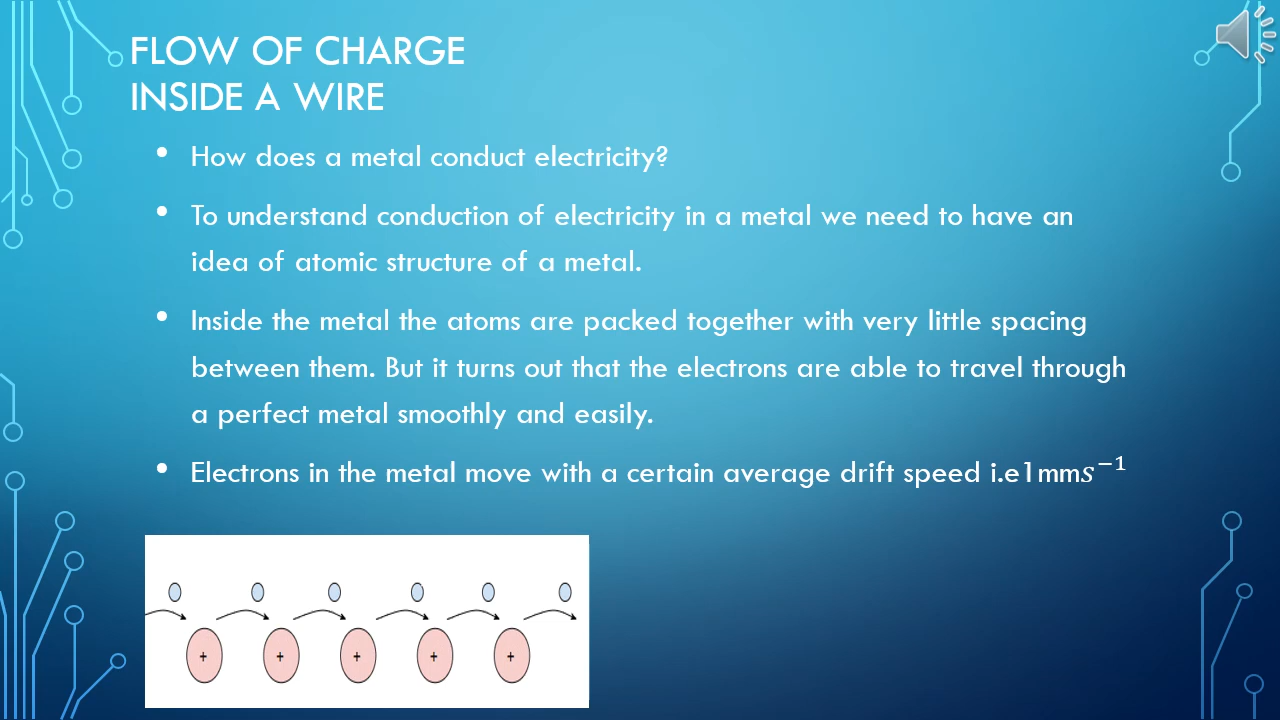 FLOW OF CHARGE
INSIDE A WIRE
• How does a metal conduct electricity?
• To understand conduction of electricity in a metal we need to have an
idea of atomic structure of a metal.
• Inside the metal the atoms are packed together with very little spacing
between them. But it turns out that the electrons are able to travel through
a perfect metal smoothly and easily.
• Electrons in the metal move with a certain average drift speed i.e1mms⁻¹
+ + + + +